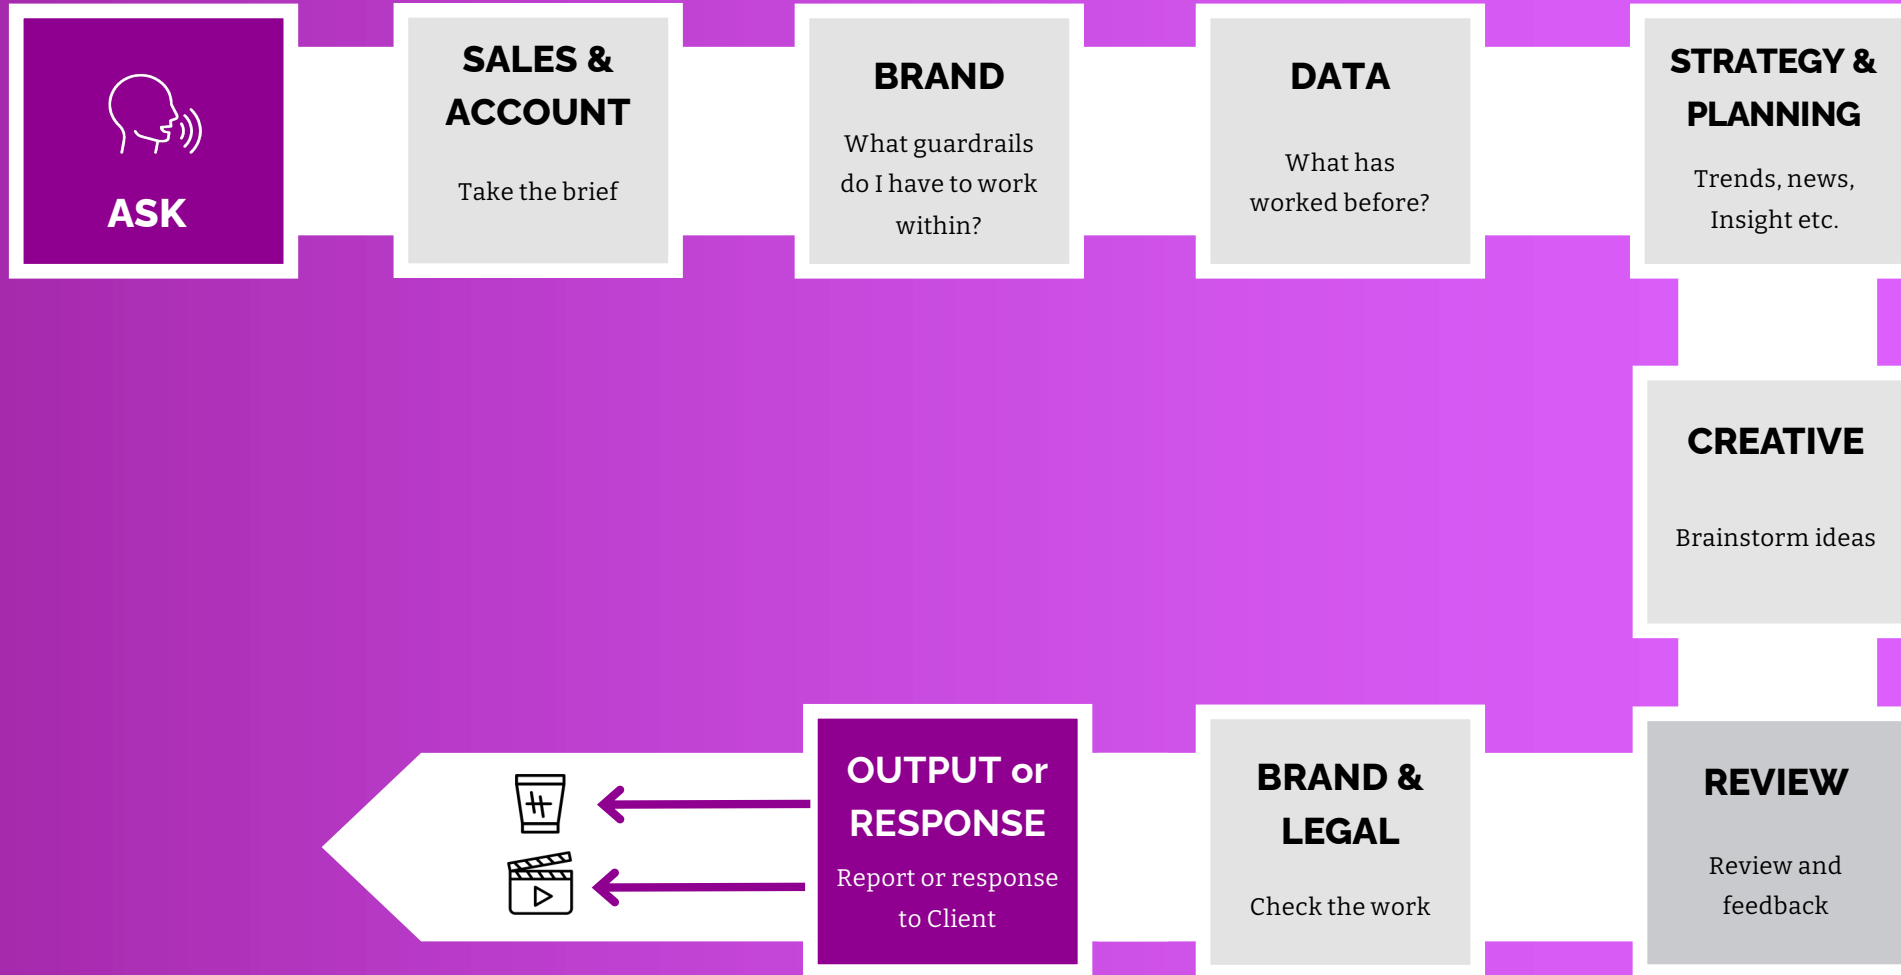 ASK
SALES &
ACCOUNT
Take the brief
BRAND
What guardrails
do I have to work
within?
DATA
What has
worked before?
STRATEGY &
PLANNING
Trends, news,
Insight etc.
CREATIVE
Brainstorm ideas
REVIEW
Review and
feedback
BRAND &
LEGAL
Check the work
OUTPUT or
RESPONSE
Report or response
to Client